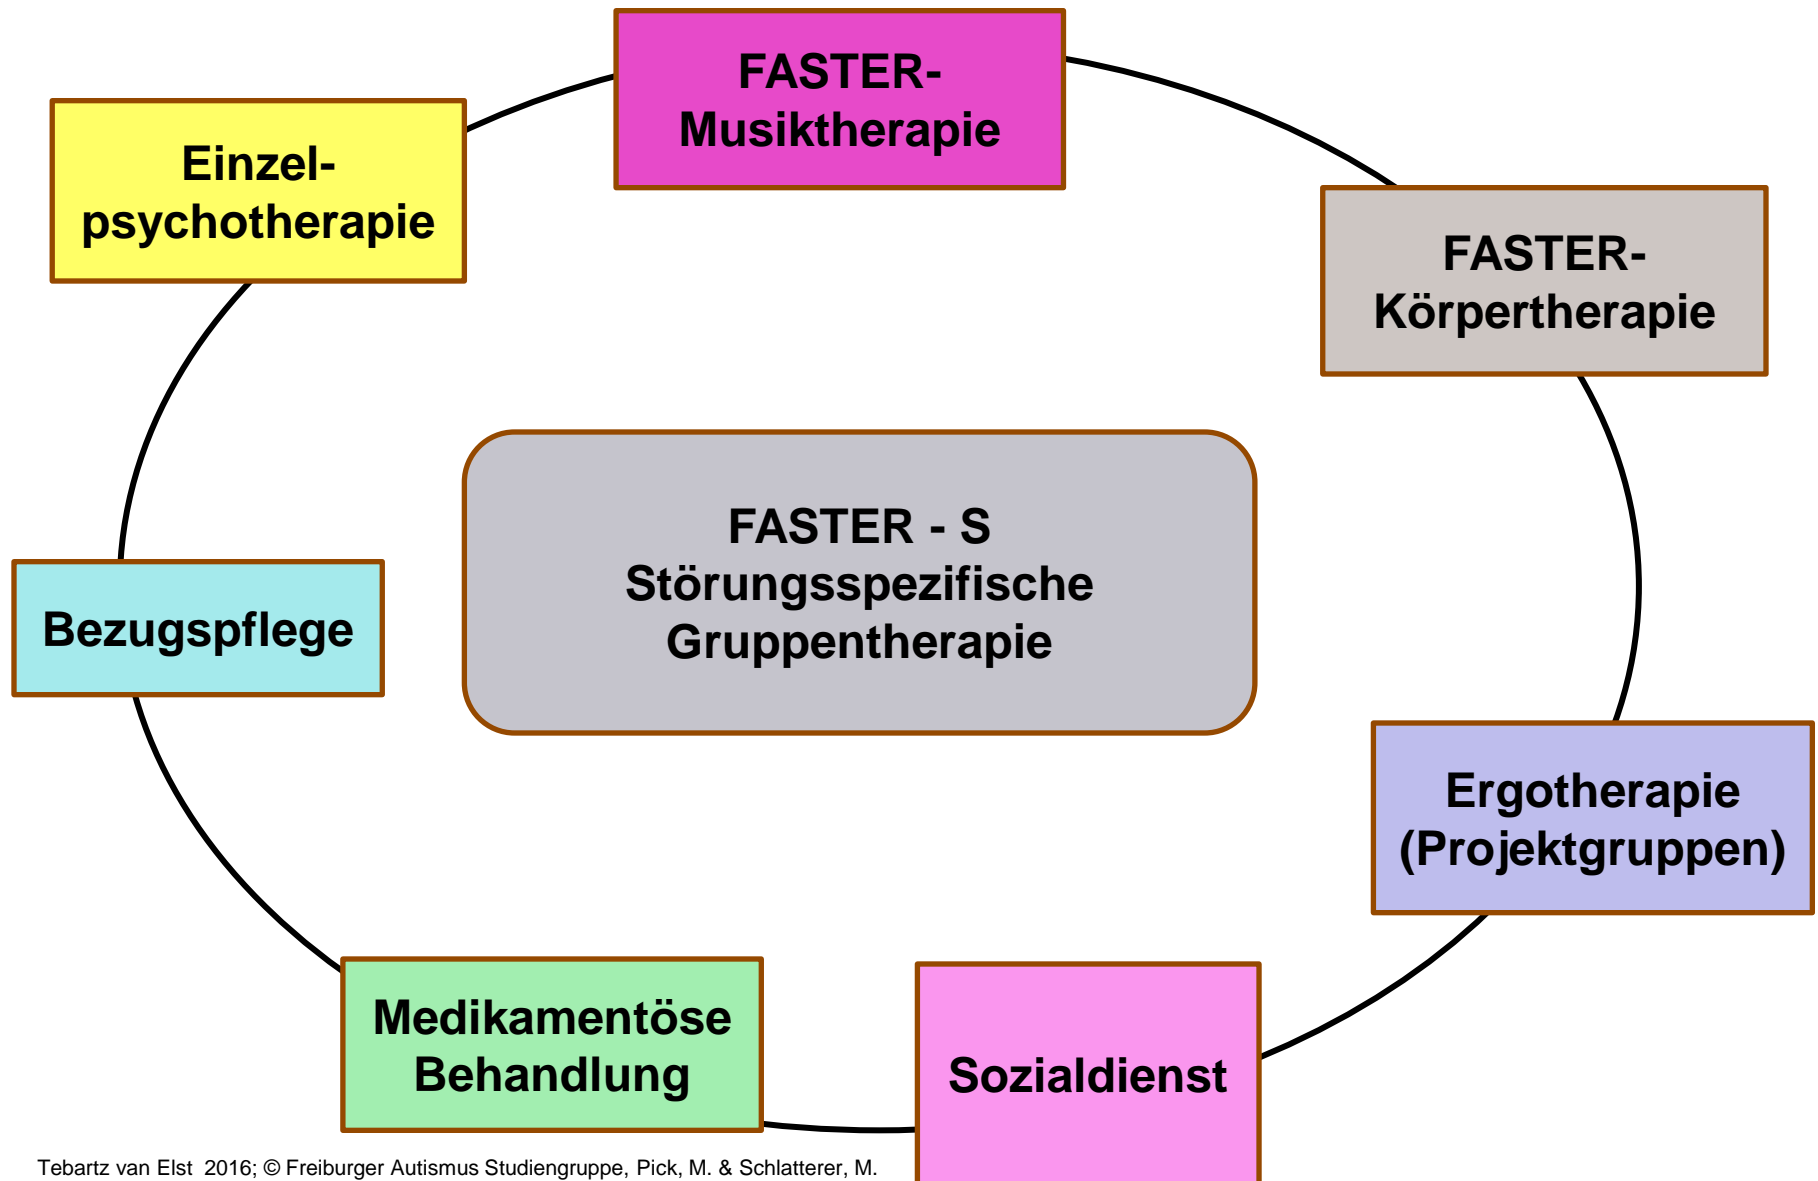 FASTER-
Musiktherapie
Einzel-
psychotherapie
FASTER-
Körpertherapie
FASTER - S
Störungsspezifische
Gruppentherapie
Bezugspflege
Ergotherapie
(Projektgruppen)
Medikamentöse
Behandlung
Sozialdienst
Tebartz van Elst  2016; © Freiburger Autismus Studiengruppe, Pick, M. & Schlatterer, M.